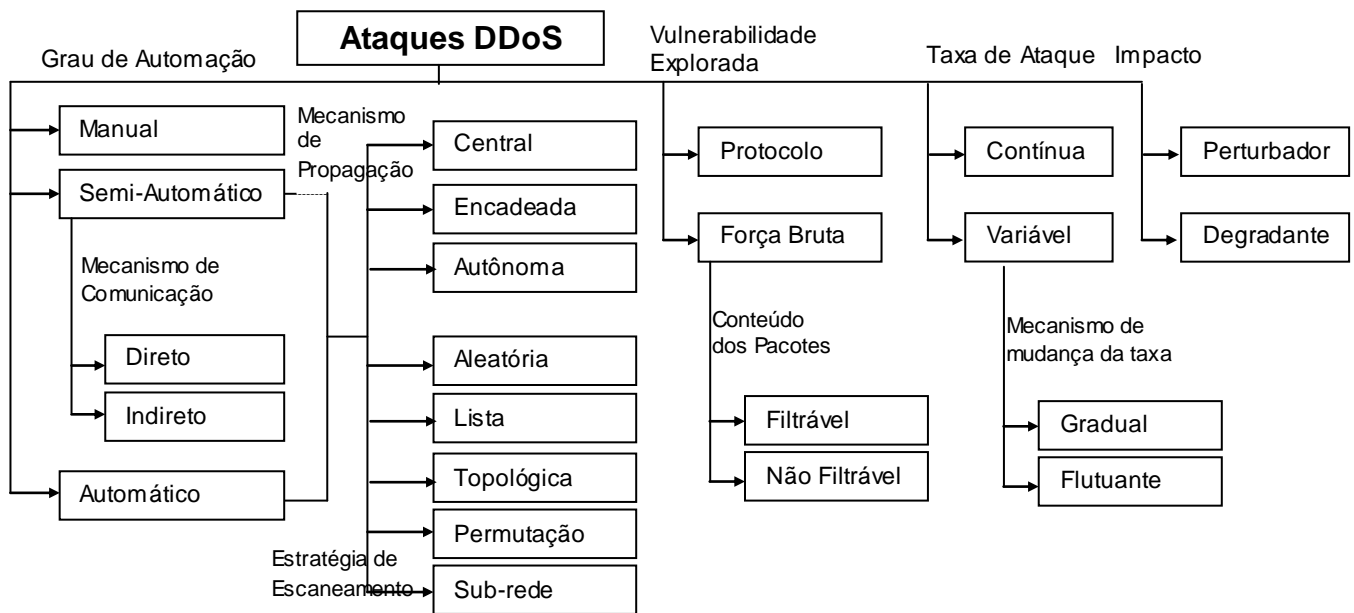 Ataques DDoS
Grau de Automação
Vulnerabilidade
Explorada
Taxa de Ataque
Impacto
Manual
Semi-Automático
Mecanismo de
Comunicação
Direto
Indireto
Automático
Mecanismo
de
Propagação
Central
Encadeada
Autônoma
Aleatória
Lista
Topológica
Permutação
Estratégia de
Escaneamento
Sub-rede
Protocolo
Força Bruta
Conteúdo
dos Pacotes
Filtrável
Não Filtrável
Contínua
Variável
Mecanismo de
mudança da taxa
Gradual
Flutuante
Perturbador
Degradante